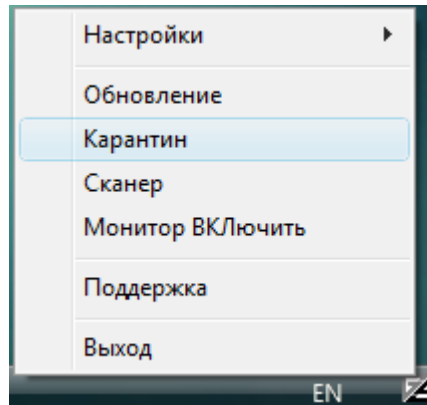 Настройки
Обновление
Карантин
Сканер
Монитор ВКЛючить
Поддержка
Выход
EN